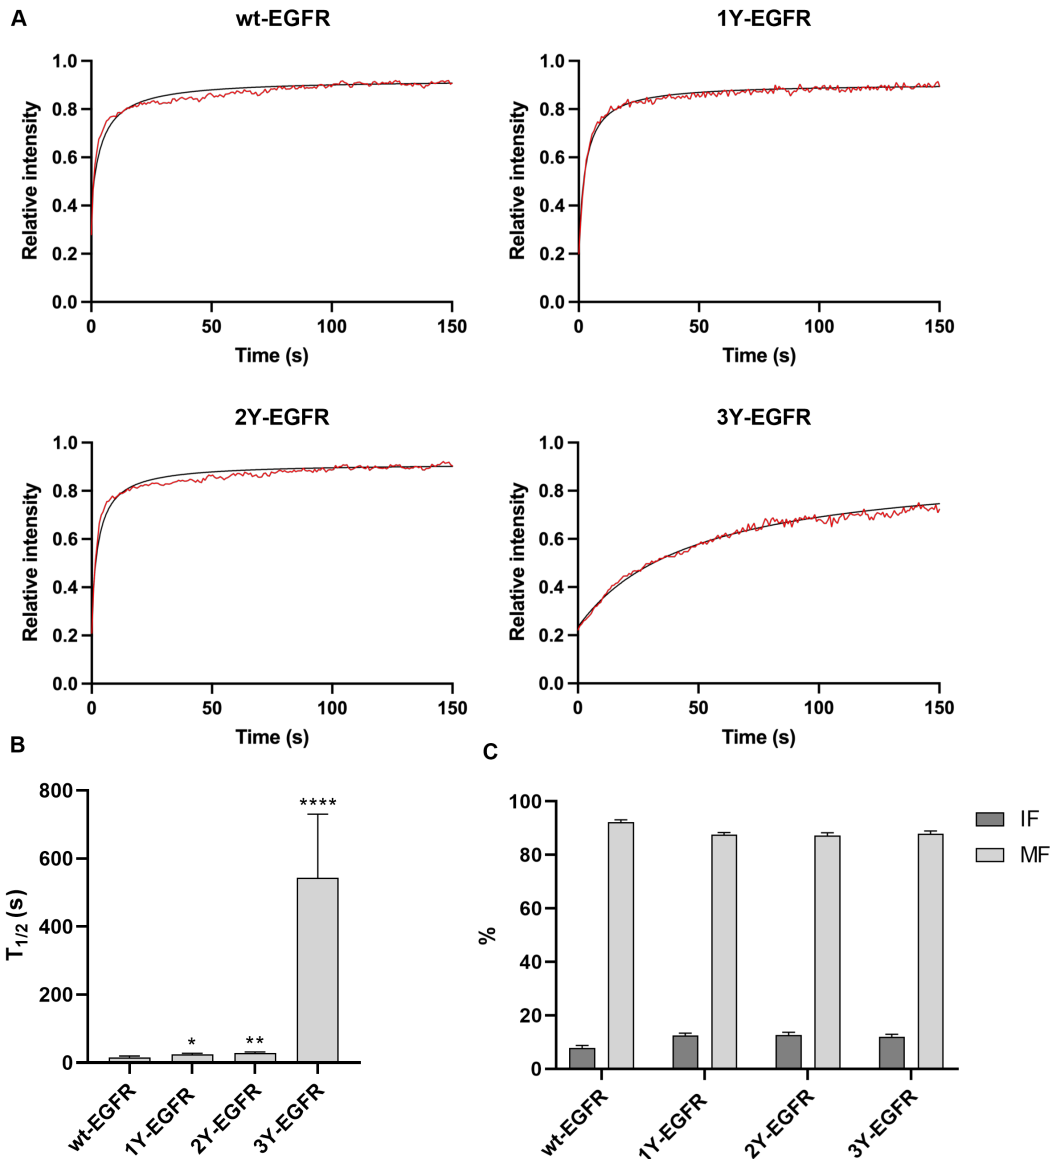 A
wt-EGFR
1Y-EGFR
Relative intensity
1.0
0.8
0.6
0.4
0.2
0.0
0 50 100 150
Time (s)
Relative intensity
1.0
0.8
0.6
0.4
0.2
0.0
0 50 100 150
Time (s)
2Y-EGFR
3Y-EGFR
Relative intensity
1.0
0.8
0.6
0.4
0.2
0.0
0 50 100 150
Time (s)
Relative intensity
1.0
0.8
0.6
0.4
0.2
0.0
0 50 100 150
Time (s)
B
T1/2 (s)
800
600
400
200
0
* ** ****
wt-EGFR
1Y-EGFR
2Y-EGFR
3Y-EGFR
C
%
100
80
60
40
20
0
wt-EGFR
1Y-EGFR
2Y-EGFR
3Y-EGFR
IF
MF